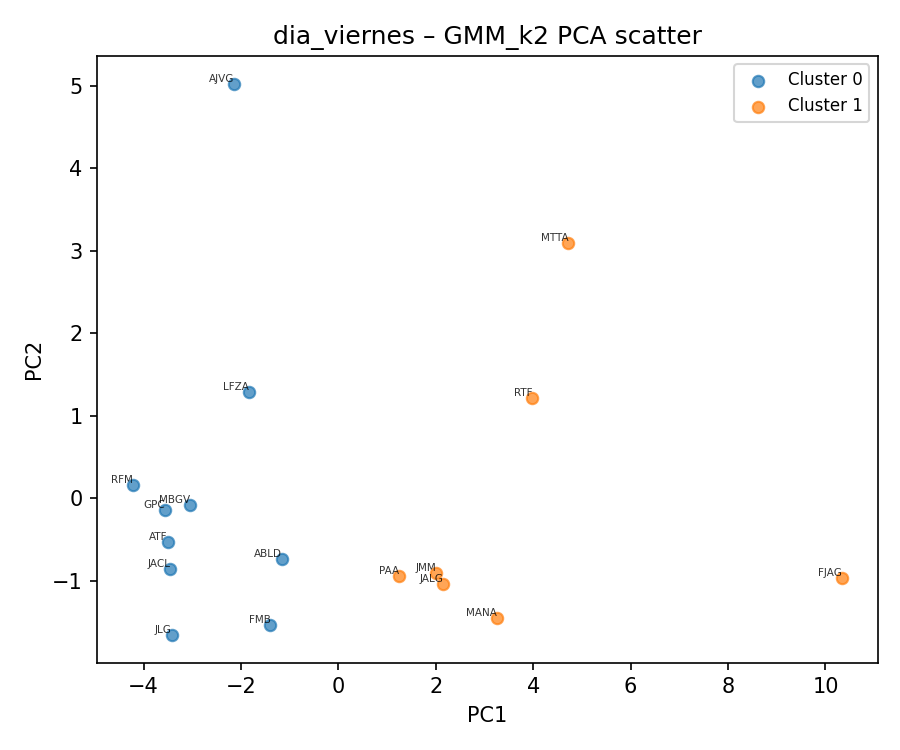 dia_viernes – GMM_k2 PCA scatter
Cluster 0
Cluster 1
PC2
5
4
3
2
1
0
−1
AJVG
MTTA
LFZA
RTF
RFM
MBGV
GPC
ATF
ABLD
JACL
JMM
PAA
JALG
FJAG
MANA
FMB
JLG
−4
−2
0
2
4
6
8
10
PC1